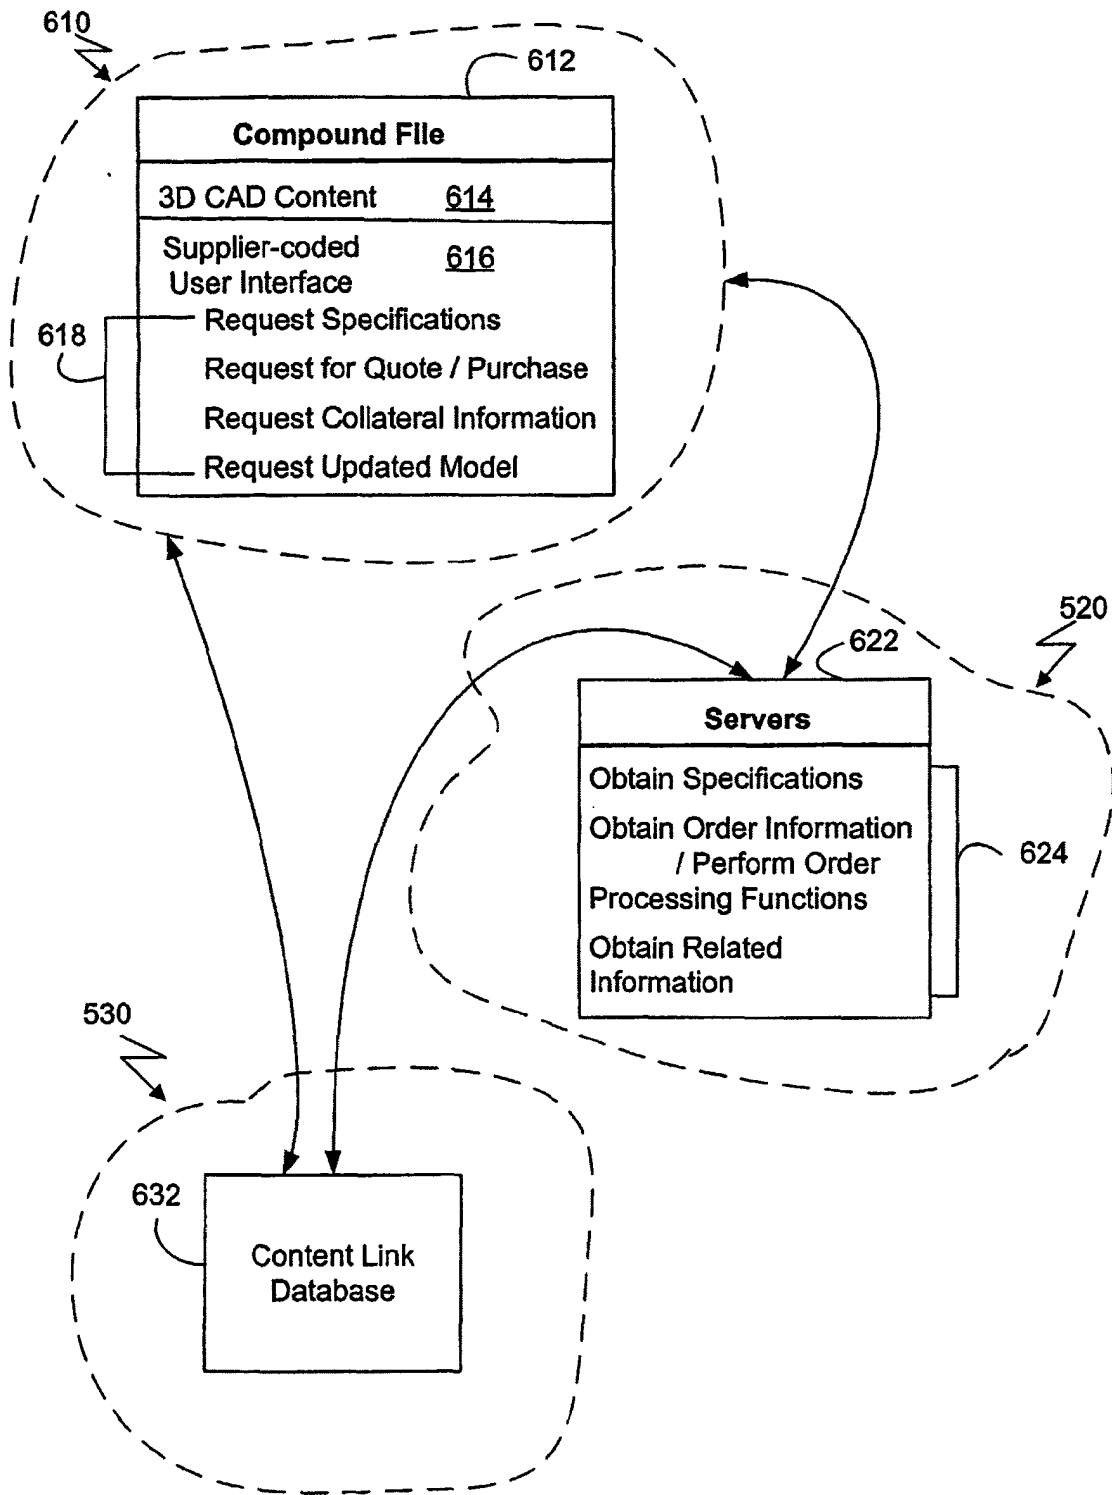 610
612
Compound File
3D CAD Content 614
Supplier-coded 616
User Interface
618
Request Specifications
Request for Quote / Purchase
Request Collateral Information
Request Updated Model
520
622
Servers
Obtain Specifications
Obtain Order Information
/ Perform Order
Processing Functions
624
Obtain Related
Information
530
632
Content Link
Database